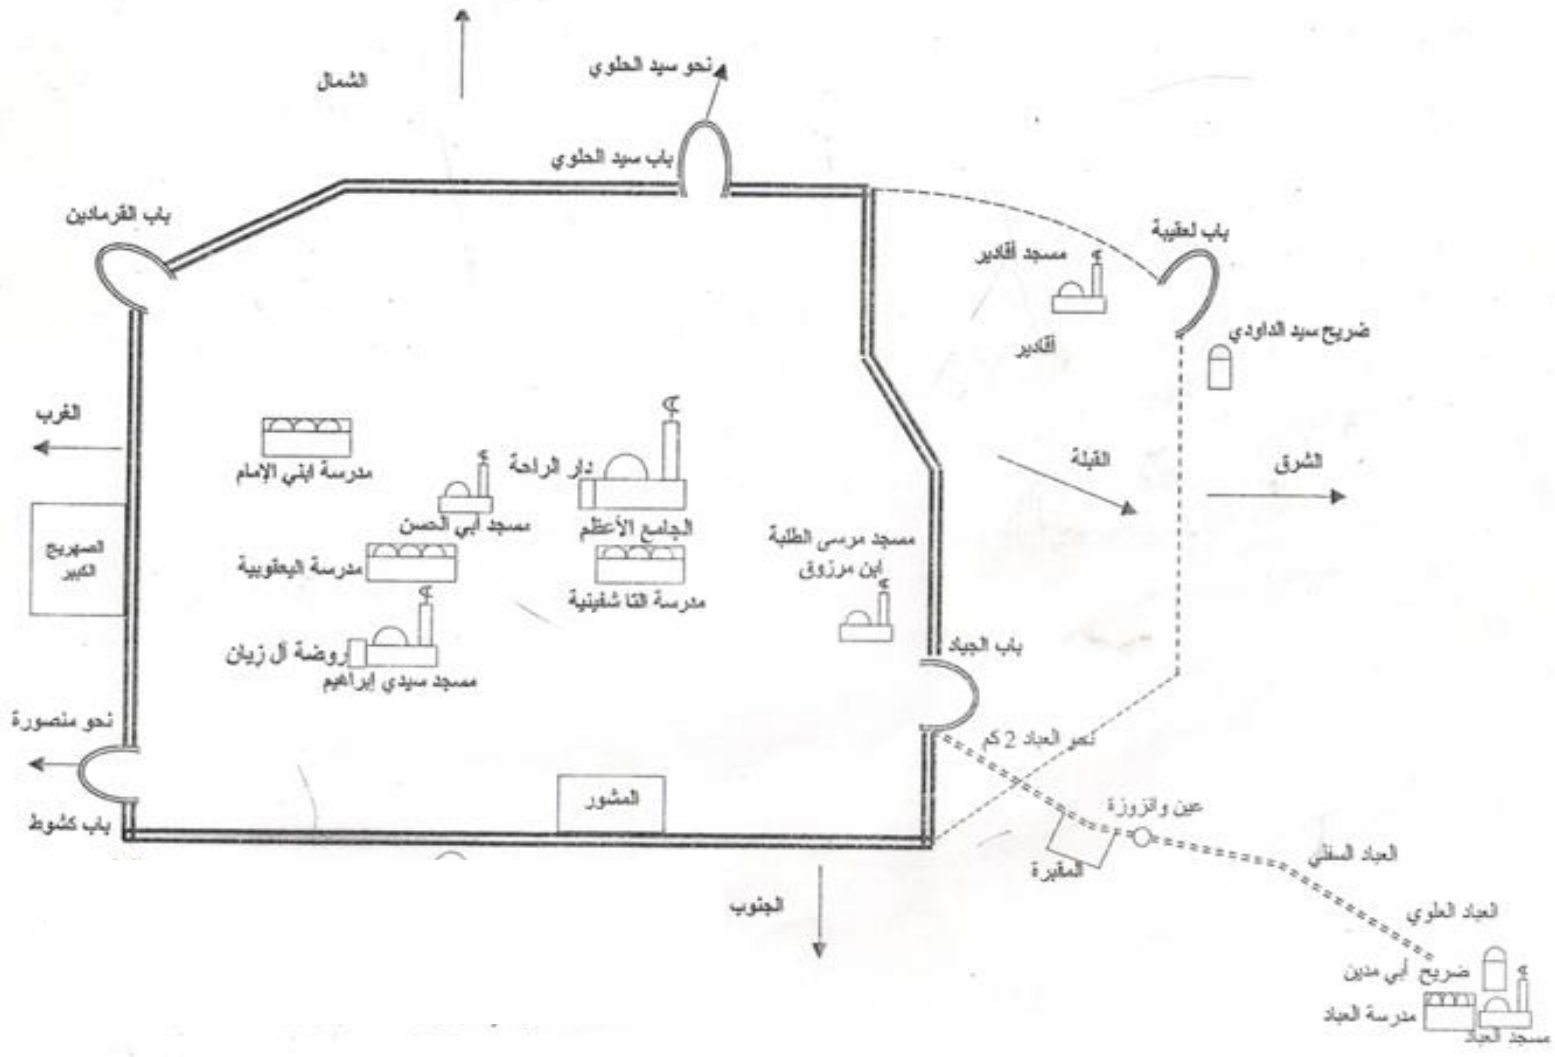 الشمال
نحو سيد الحلوي
باب سيد الحلوي
باب القرمادين
باب لعقيبة
مسجد أقادير
أقادير
ضريح سيد الداودي
الغرب
القبلة
الشرق
مدرسة ابني الإمام
دار الراحة
مسجد أبي الحسن
الجامع الأعظم
مسجد مرسى الطلبة
ابن مرزوق
الصهريج
الكبير
مدرسة اليعقوبية
مدرسة التا شفينية
روضة آل زيان
مسجد سيدي إبراهيم
باب الجياد
نحو منصورة
نحو العباد 2 كم
المشور
باب كشوط
عين وانزوزة
المقبرة
العباد السفلي
الجنوب
العباد العلوي
ضريح أبي مدين
مدرسة العباد
مسجد العباد